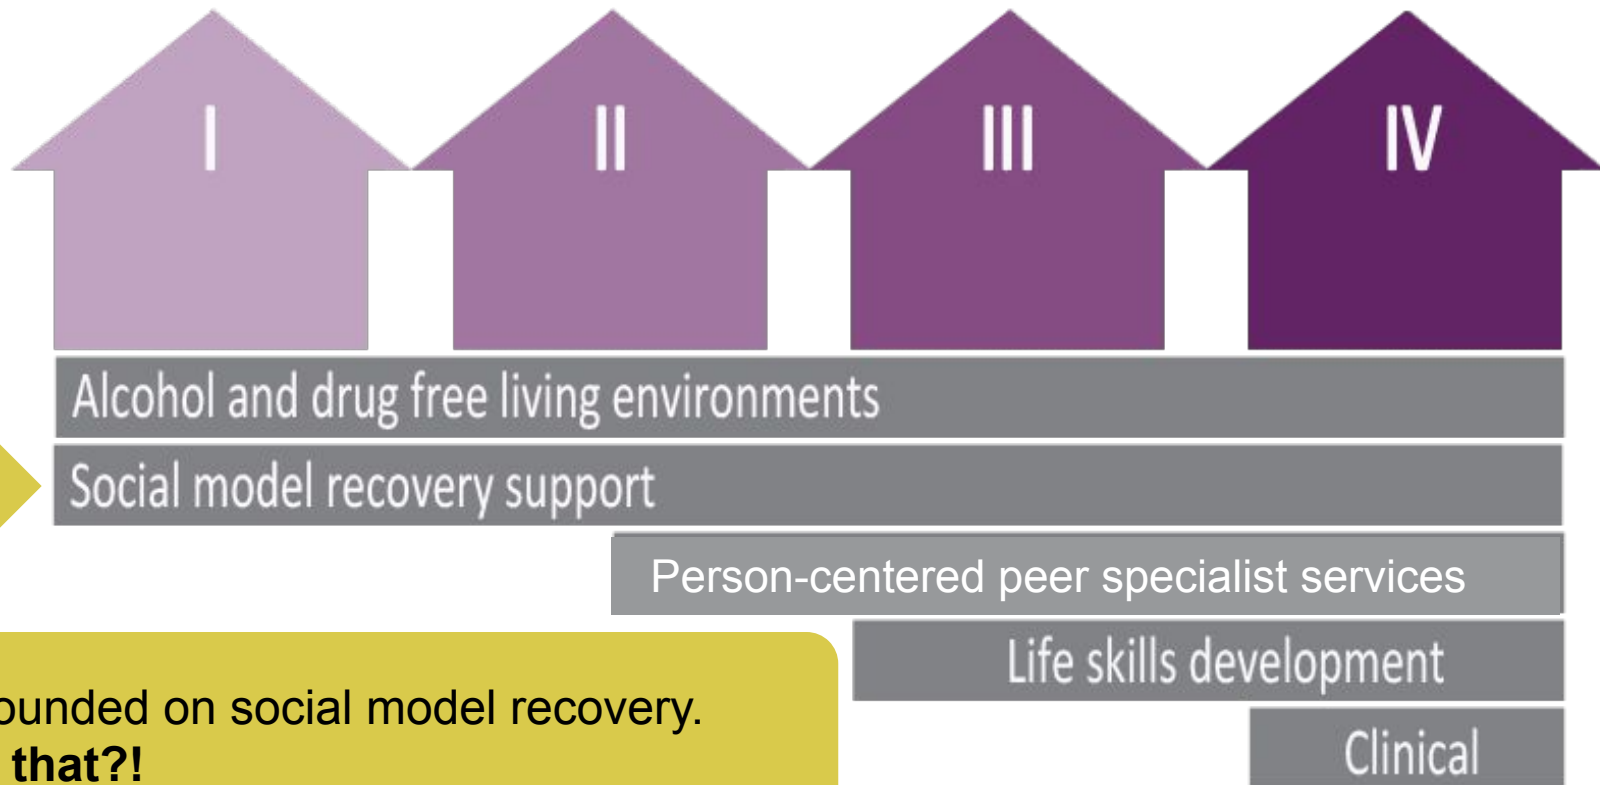 I
II
III
IV
Alcohol and drug free living environments
Social model recovery support
Person-centered peer specialist services
Life skills development
Clinical
on social model recovery.
that?!